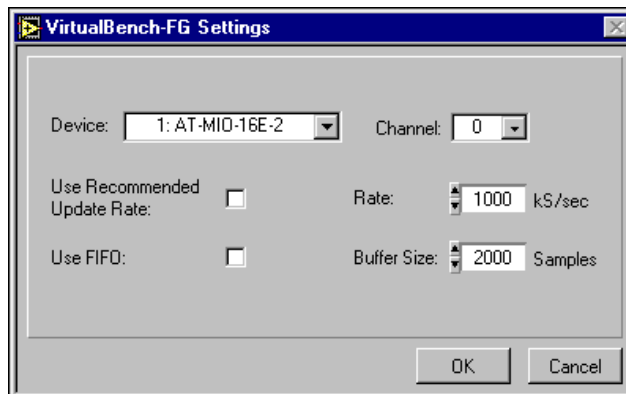 VirtualBench-FG Settings
Device: 1: AT-MIO-16E-2 Channel: 0
Use Recommended Update Rate: Rate: 1000 kS/sec
Use FIFO: Buffer Size: 2000 Samples
OK Cancel